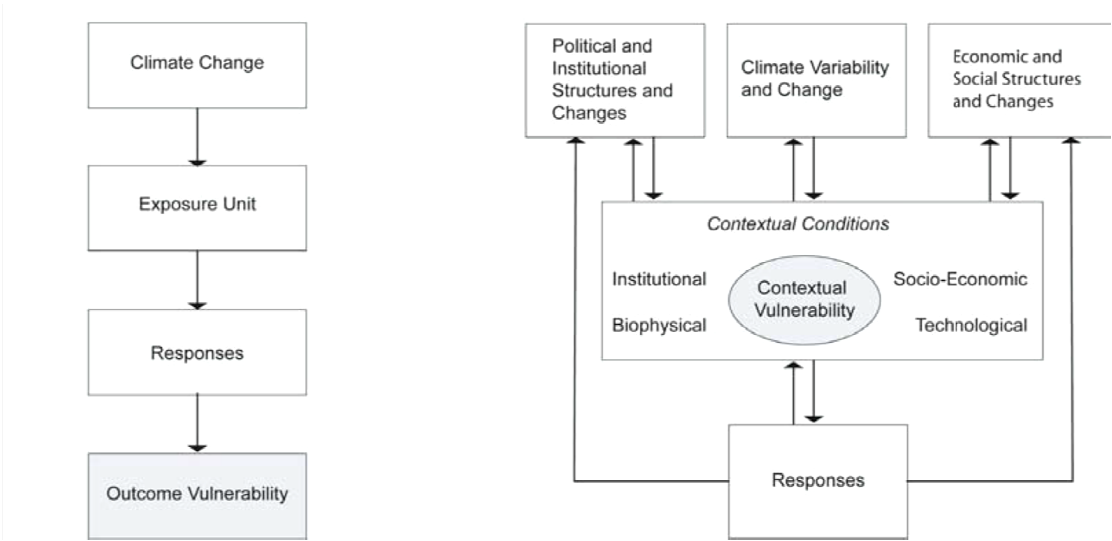 Climate Change
Exposure Unit
Responses
Outcome Vulnerability
Political and
Institutional
Structures and
Changes
Climate Variability
and Change
Economic and
Social Structures
and Changes
Contextual Conditions
Institutional
Biophysical
Contextual
Vulnerability
Socio-Economic
Technological
Responses